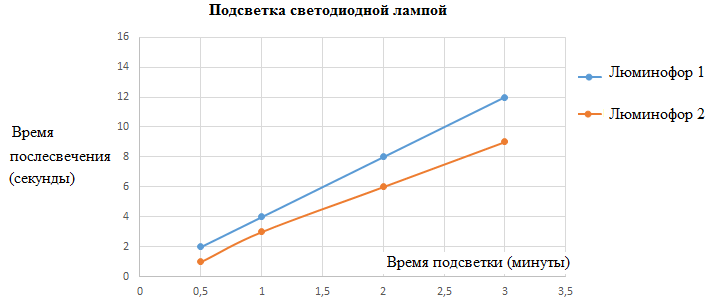 Подсветка светодиодной лампой
16
14
12
10
8
6
4
2
0
Время
послесвечения
(секунды)
0 0,5 1 1,5 2 2,5 3 3,5
Время подсветки (минуты)
Люминофор 1
Люминофор 2